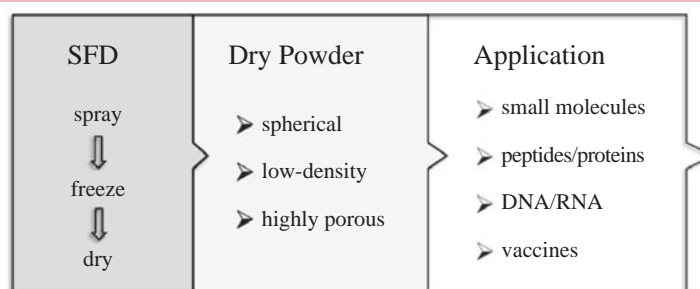 SFD
spray
freeze
dry
Dry Powder
spherical
low-density
highly porous
Application
small molecules
peptides/proteins
DNA/RNA
vaccines